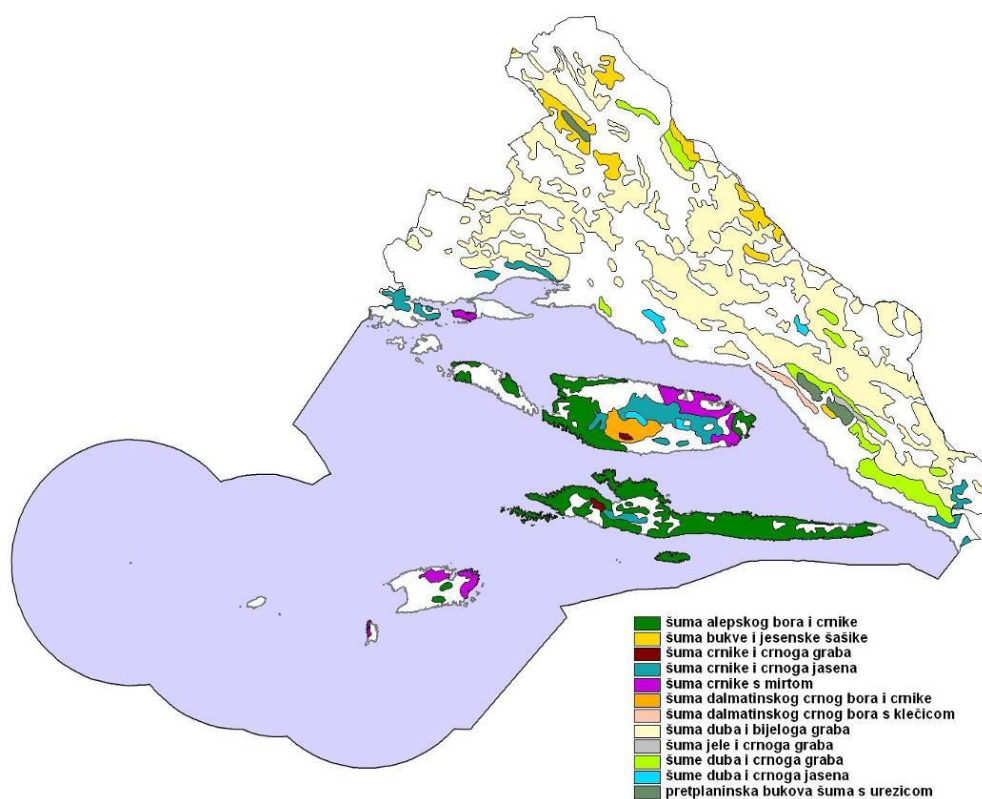 šuma alepskog bora i crnike
šuma bukve i jesenske šašike
šuma crnike i crnoga graba
šuma crnike i crnoga jasena
šuma crnike s mirtom
šuma dalmatinskog crnog bora i crnike
šuma dalmatinskog crnog bora s klečicom
šuma duba i bijeloga graba
šuma jele i crnoga graba
šume duba i crnoga graba
šume duba i crnoga jasena
pretplaninska bukova šuma s urezicom